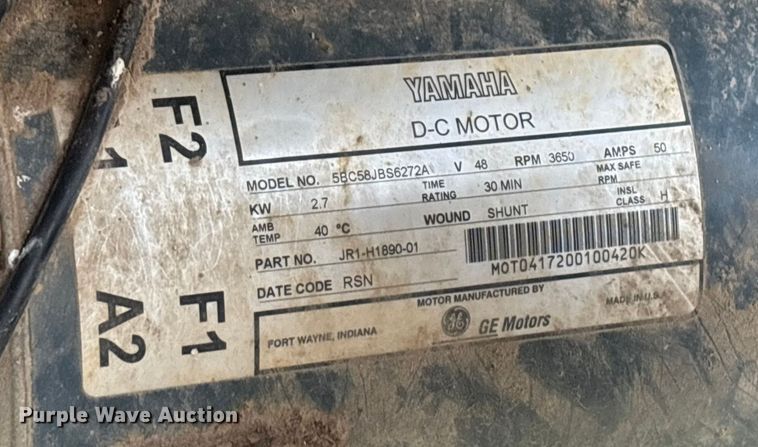 YAMAHA
D-C MOTOR
MODEL NO. 5BC58JBS6272A V 48 RPM 3650 AMPS 50
KW 2.7 TIME RATING 30 MIN MAX SAFE RPM
AMB TEMP 40 °C WOUND SHUNT INSL CLASS H
PART NO. JR1-H1890-01
DATE CODE RSN
MOT0417200100420K
MOTOR MANUFACTURED BY
FORT WAYNE, INDIANA GE GE Motors MADE IN U.S.
F2
1
F1
A2
Purple Wave Auction